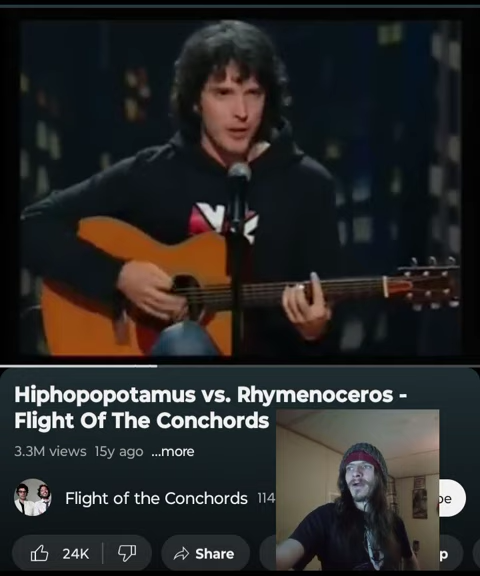 Hiphopopotamus vs. Rhymenoceros -
Flight Of The Conchords
3.3M views 15y ago ...more
Flight of the Conchords 114
24K Share